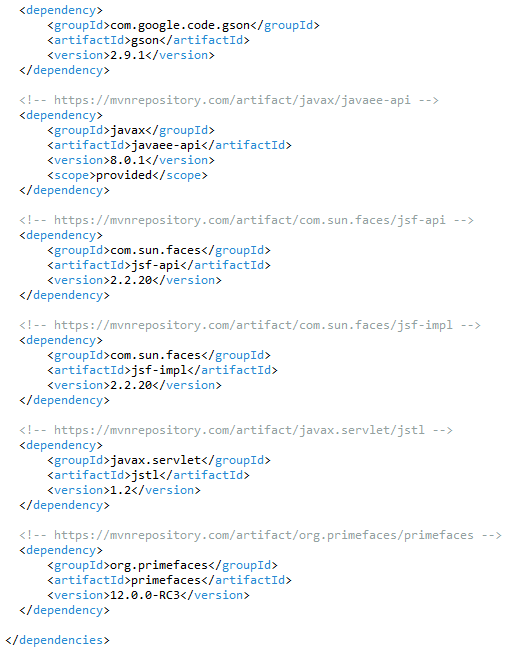 <dependency>
<groupId>com.google.code.gson</groupId>
<artifactId>gson</artifactId>
<version>2.9.1</version>
</dependency>
<!-- https://mvnrepository.com/artifact/javax/javaee-api -->
<dependency>
<groupId>javax</groupId>
<artifactId>javaee-api</artifactId>
<version>8.0.1</version>
<scope>provided</scope>
</dependency>
<!-- https://mvnrepository.com/artifact/com.sun.faces/jsf-api -->
<dependency>
<groupId>com.sun.faces</groupId>
<artifactId>jsf-api</artifactId>
<version>2.2.20</version>
</dependency>
<!-- https://mvnrepository.com/artifact/com.sun.faces/jsf-impl -->
<dependency>
<groupId>com.sun.faces</groupId>
<artifactId>jsf-impl</artifactId>
<version>2.2.20</version>
</dependency>
<!-- https://mvnrepository.com/artifact/javax.servlet/jstl -->
<dependency>
<groupId>javax.servlet</groupId>
<artifactId>jstl</artifactId>
<version>1.2</version>
</dependency>
<!-- https://mvnrepository.com/artifact/org.primefaces/primefaces -->
<dependency>
<groupId>org.primefaces</groupId>
<artifactId>primefaces</artifactId>
<version>12.0.0-RC3</version>
</dependency>
</dependencies>